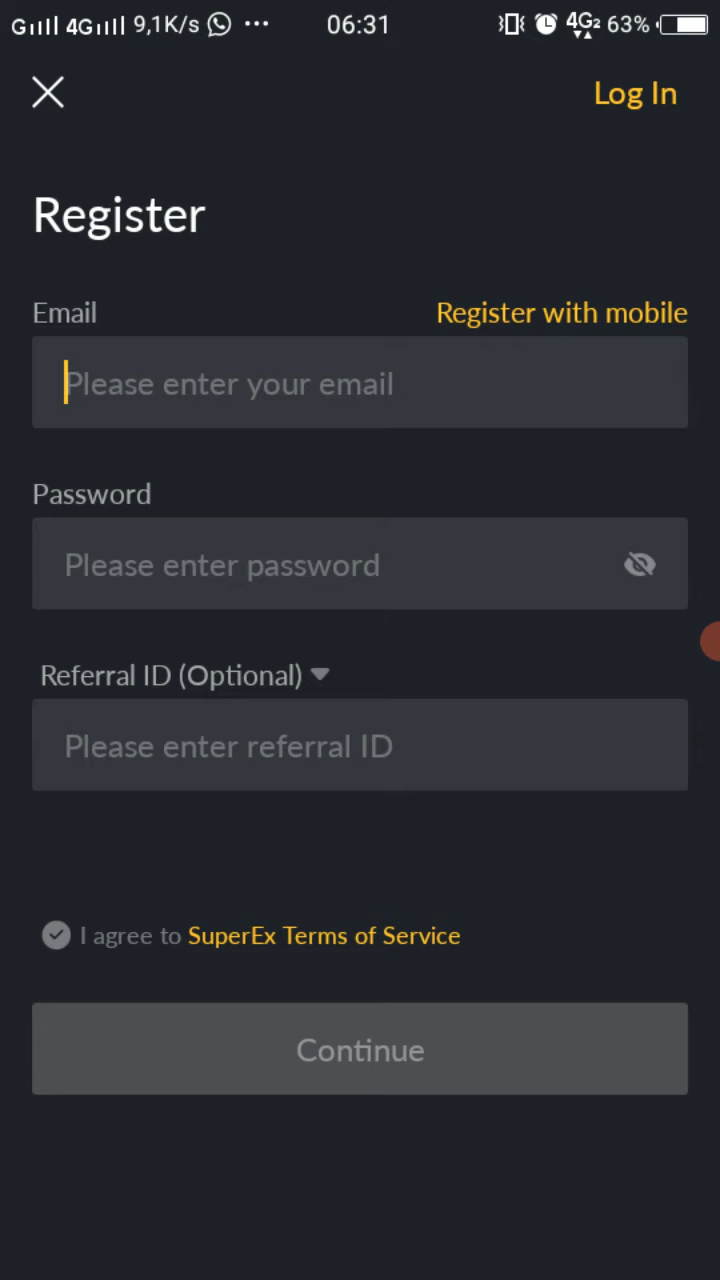 4G 9,1K/s ... 06:31 4G2 63%
Log In
Register
Email Register with mobile
Please enter your email
Password
Please enter password
Referral ID (Optional)
Please enter referral ID
I agree to SuperEx Terms of Service
Continue